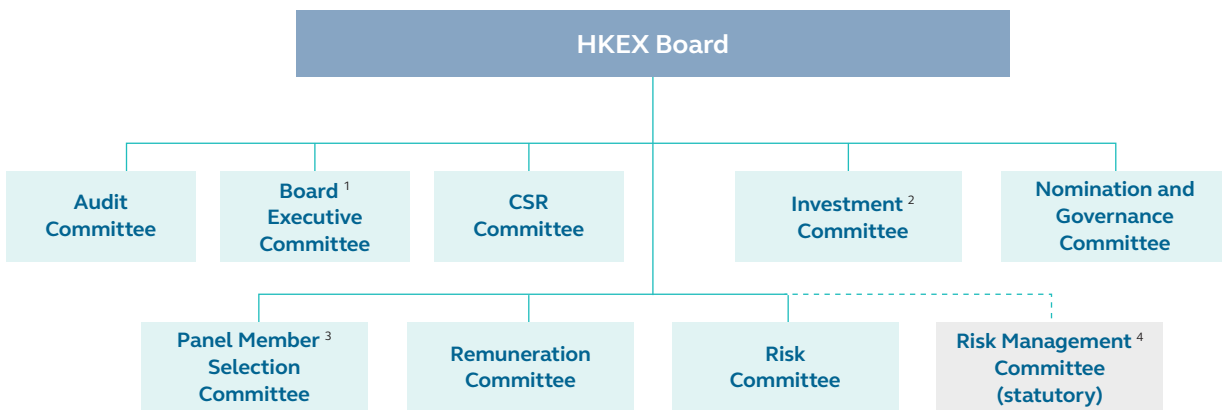 HKEX Board
Audit
Committee
Board 1
Executive
Committee
CSR
Committee
Investment 2
Committee
Nomination and
Governance
Committee
Panel Member 3
Selection
Committee
Remuneration
Committee
Risk
Committee
Risk Management 4
Committee
(statutory)